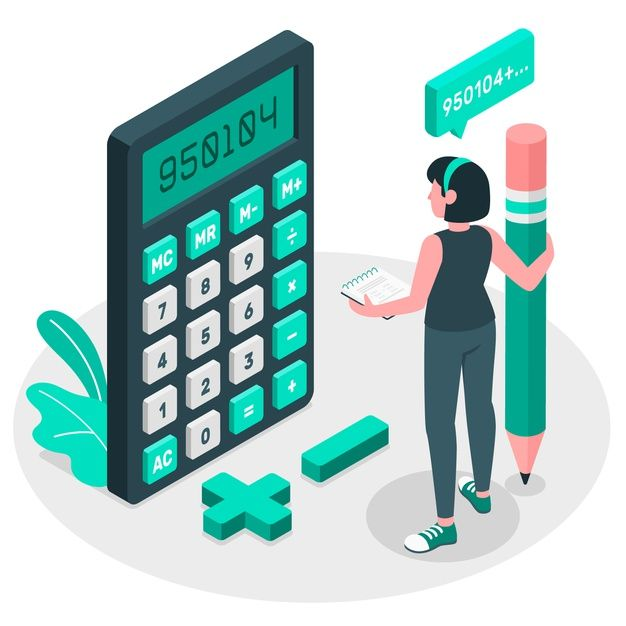 950104
950104+...
MC MR M- M+
7 8 9 ÷
4 5 6 ×
1 2 3 -
AC 0 = +